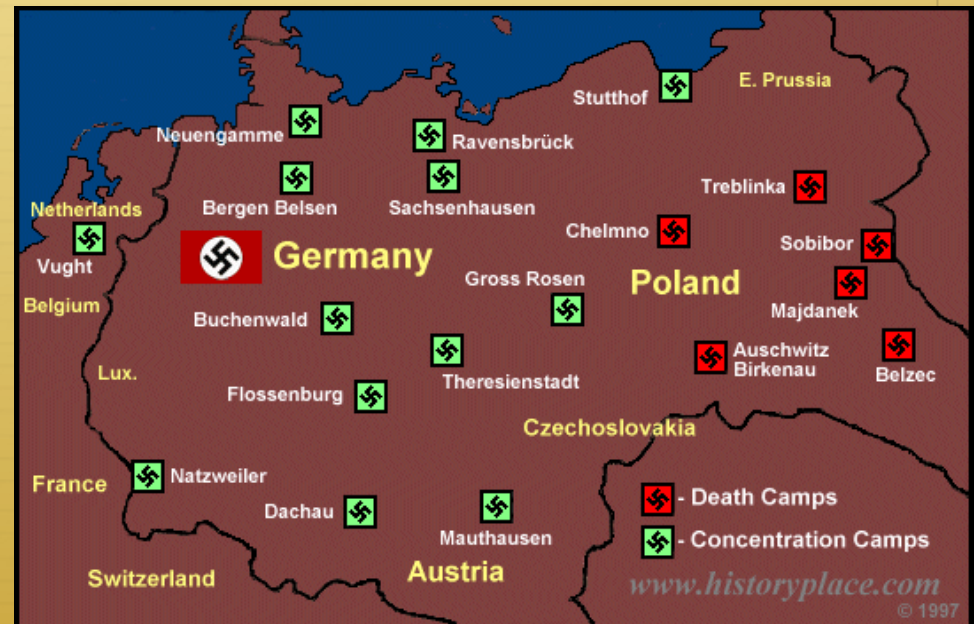 E. Prussia
Stutthof
Neuengamme
Ravensbrück
Treblinka
Bergen Belsen
Sachsenhausen
Netherlands
Chelmno
Sobibor
Vught
Germany
Gross Rosen
Poland
Belgium
Majdanek
Buchenwald
Auschwitz
Birkenau
Lux.
Theresienstadt
Belzec
Flossenburg
Czechoslovakia
France
Natzweiler
- Death Camps
Dachau
Mauthausen
- Concentration Camps
Switzerland
Austria
www.historyplace.com
© 1997